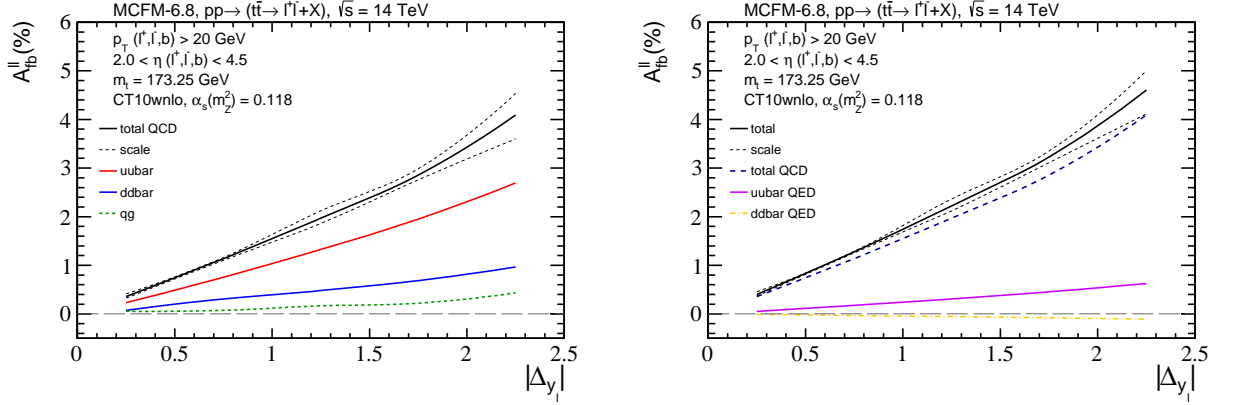 MCFM-6.8, pp→ (tt̄→ l⁺l⁻+X), √s = 14 TeV
A_fb^ll(%)
p_T (l⁺,l⁻,b) > 20 GeV
2.0 < η (l⁺,l⁻,b) < 4.5
m_t = 173.25 GeV
CT10wnlo, α_s(m_Z²) = 0.118
total QCD
scale
uubar
ddbar
qg
6
5
4
3
2
1
0
0 0.5 1 1.5 2 2.5
|Δ_y_l|
MCFM-6.8, pp→ (tt̄→ l⁺l⁻+X), √s = 14 TeV
A_fb^ll(%)
p_T (l⁺,l⁻,b) > 20 GeV
2.0 < η (l⁺,l⁻,b) < 4.5
m_t = 173.25 GeV
CT10wnlo, α_s(m_Z²) = 0.118
total
scale
total QCD
uubar QED
ddbar QED
6
5
4
3
2
1
0
0 0.5 1 1.5 2 2.5
|Δ_y_l|